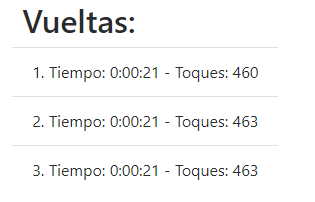 Vueltas:
1. Tiempo: 0:00:21 - Toques: 460
2. Tiempo: 0:00:21 - Toques: 463
3. Tiempo: 0:00:21 - Toques: 463